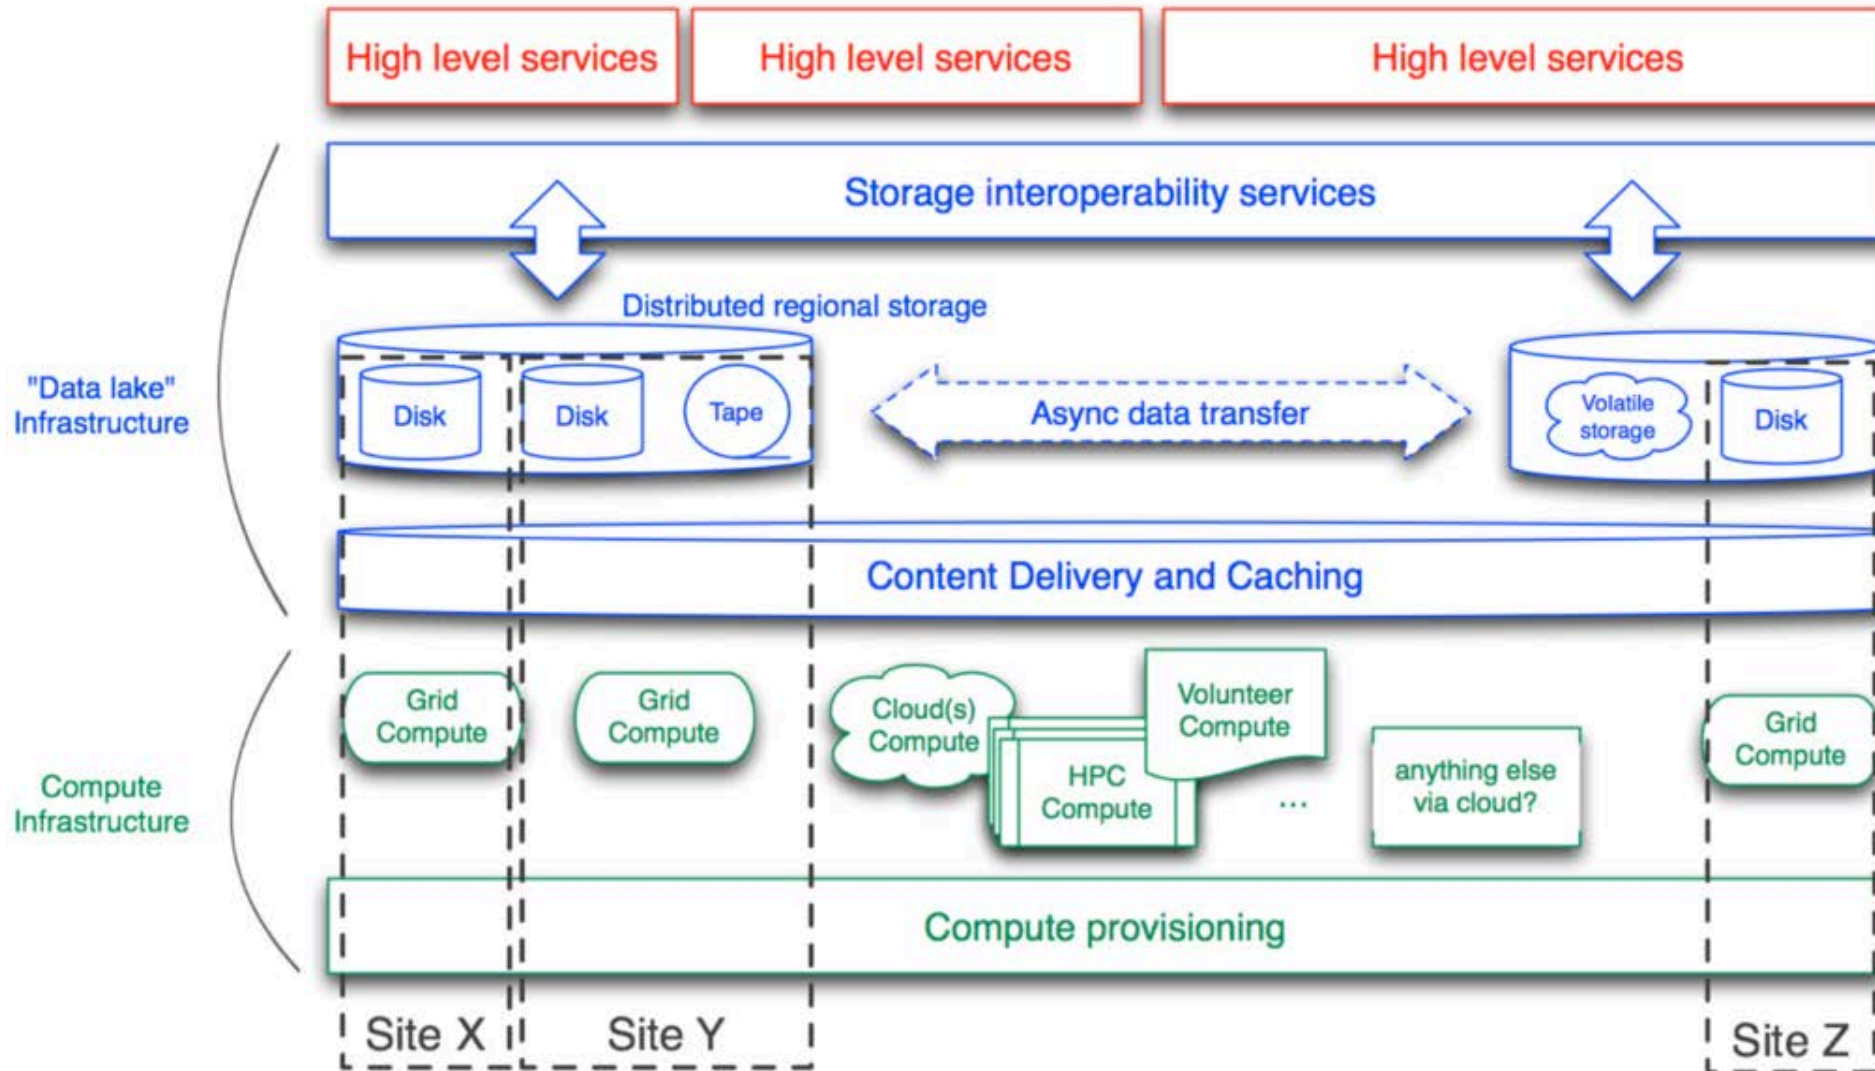 High level services
High level services
High level services
Storage interoperability services
Distributed regional storage
"Data lake"
Infrastructure
Disk
Disk
Tape
Async data transfer
Volatile
storage
Disk
Content Delivery and Caching
Compute
Infrastructure
Grid
Compute
Grid
Compute
Cloud(s)
Compute
HPC
Compute
Volunteer
Compute
...
anything else
via cloud?
Grid
Compute
Compute provisioning
Site X
Site Y
Site Z